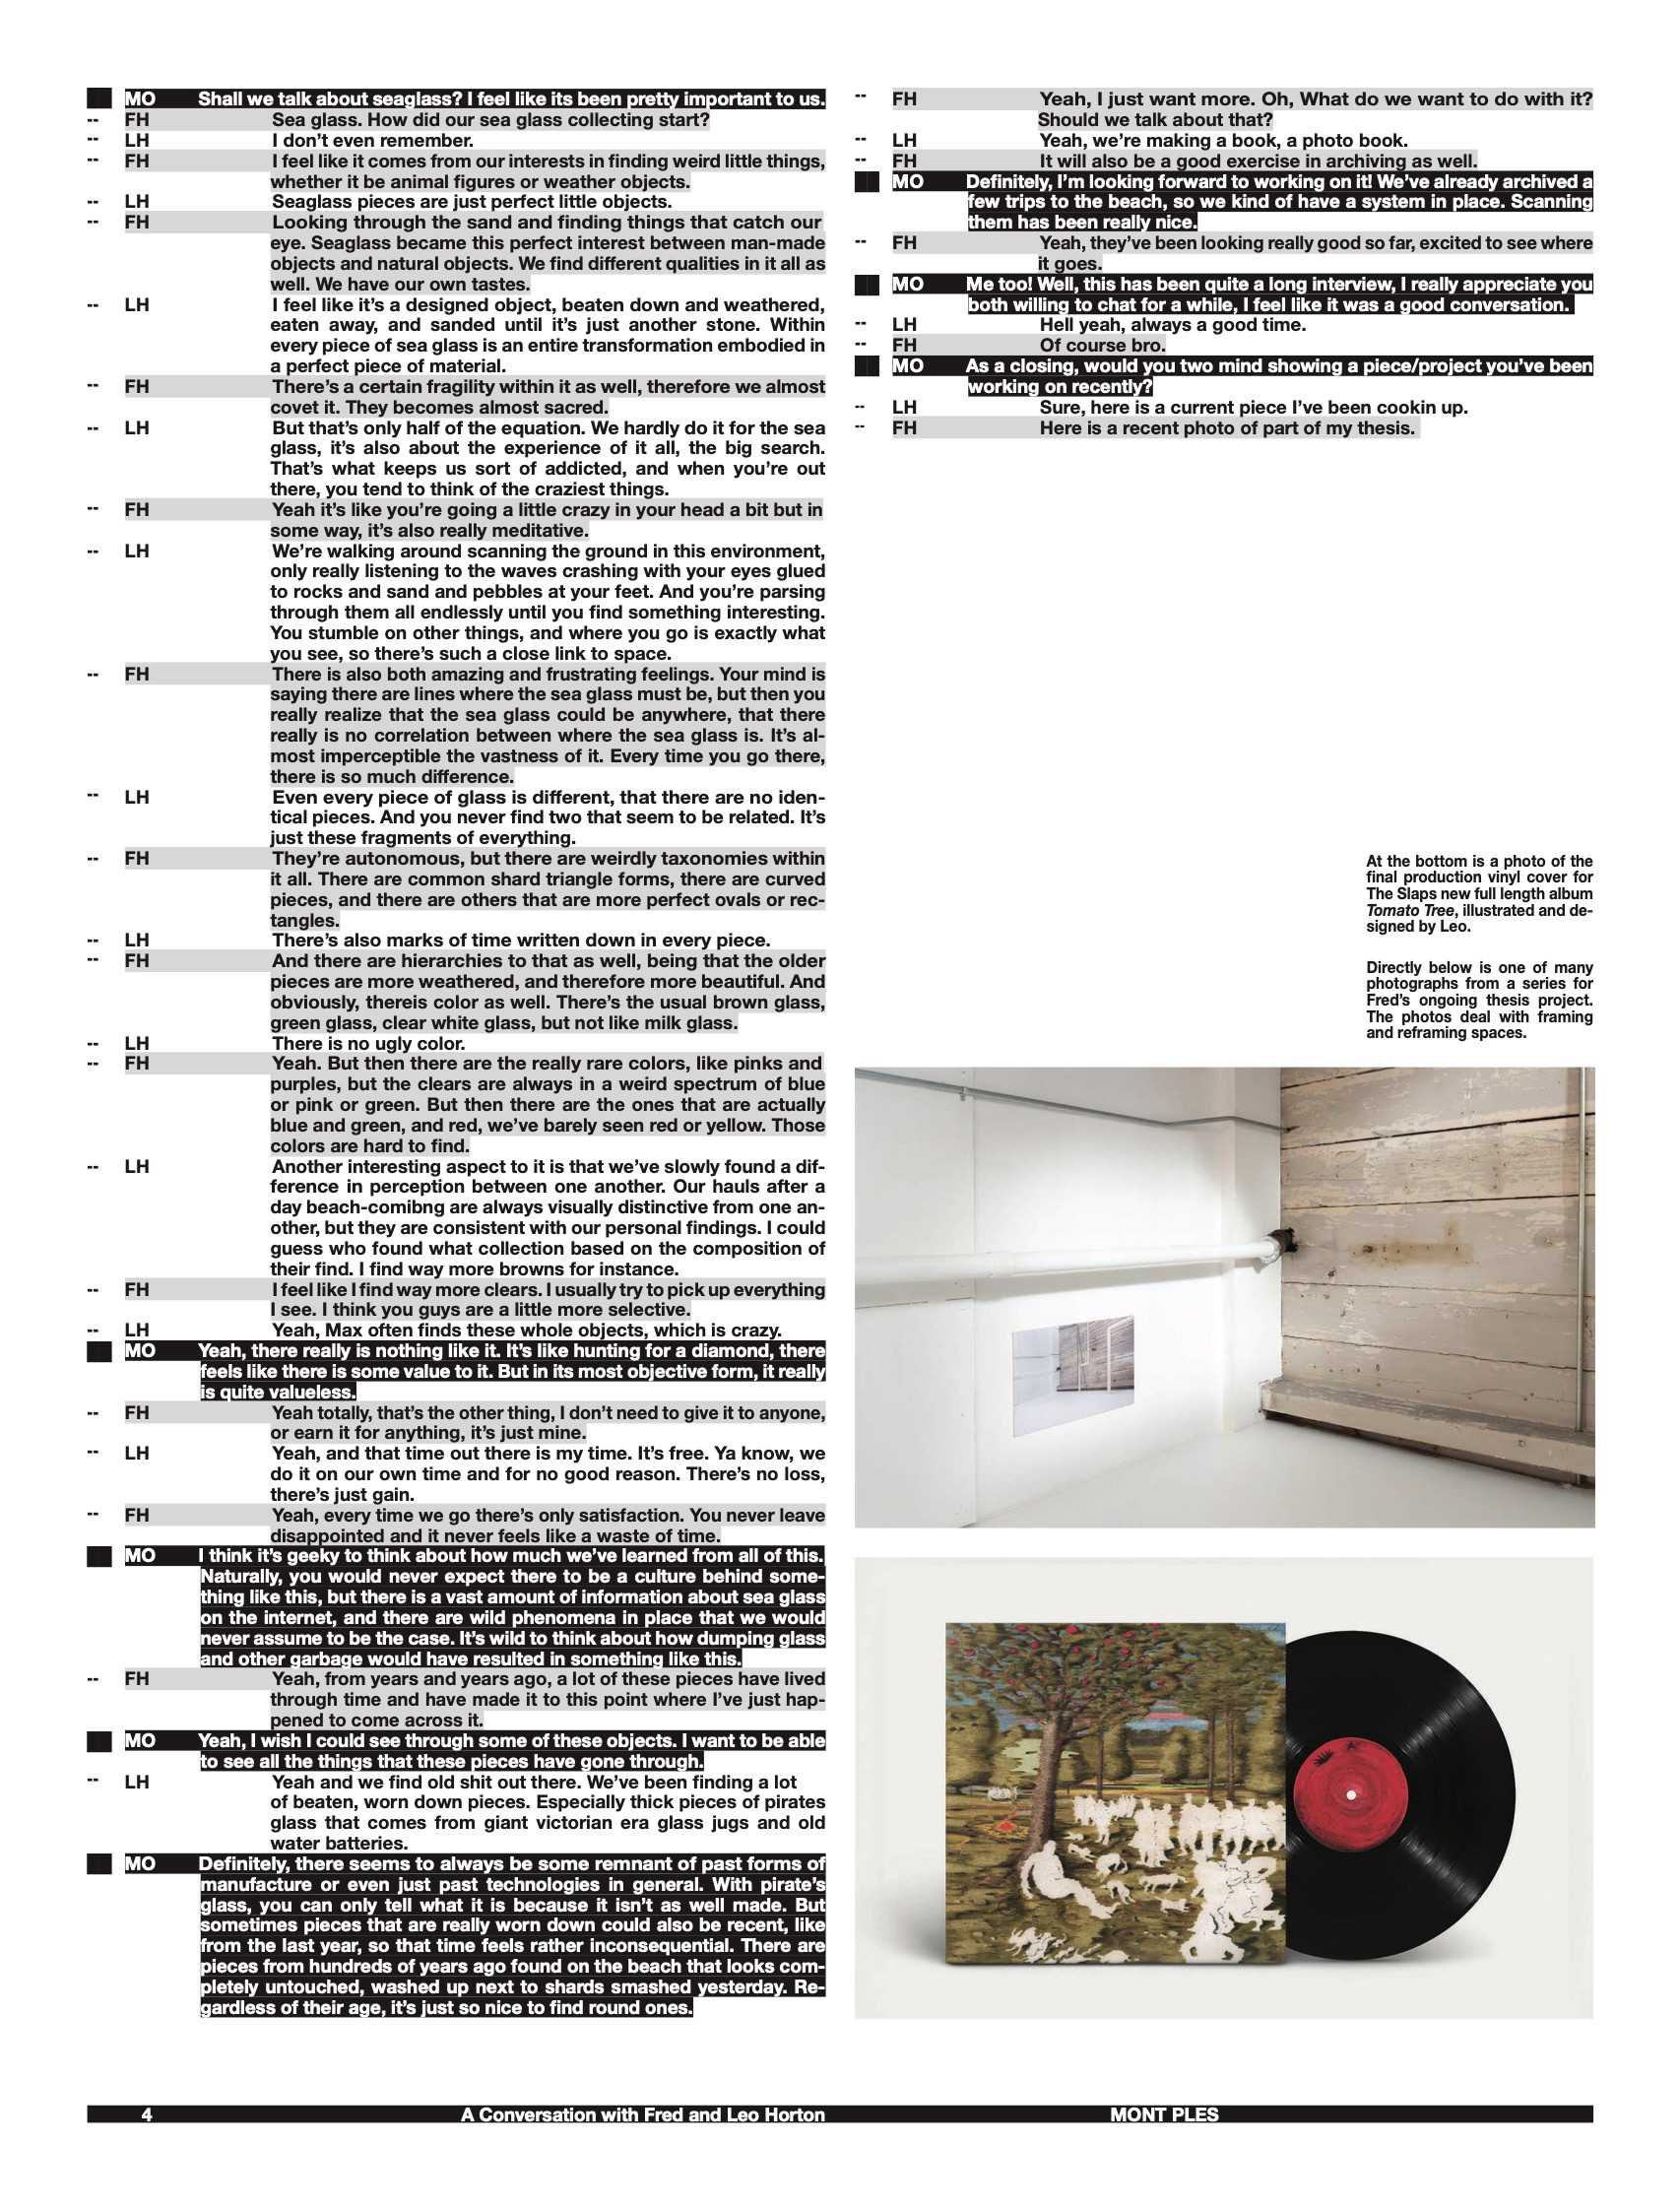 MO Shall we talk about seaglass? I feel like its been pretty important to us.
-- FH Sea glass. How did our sea glass collecting start?
-- LH I don’t even remember.
-- FH I feel like it comes from our interests in finding weird little things,
whether it be animal figures or weather objects.
-- LH Seaglass pieces are just perfect little objects.
-- FH Looking through the sand and finding things that catch our
eye. Seaglass became this perfect interest between man-made
objects and natural objects. We find different qualities in it all as
well. We have our own tastes.
-- LH I feel like it’s a designed object, beaten down and weathered,
eaten away, and sanded until it’s just another stone. Within
every piece of sea glass is an entire transformation embodied in
a perfect piece of material.
-- FH There’s a certain fragility within it as well, therefore we almost
covet it. They becomes almost sacred.
-- LH But that’s only half of the equation. We hardly do it for the sea
glass, it’s also about the experience of it all, the big search.
That’s what keeps us sort of addicted, and when you’re out
there, you tend to think of the craziest things.
-- FH Yeah it’s like you’re going a little crazy in your head a bit but in
some way, it’s also really meditative.
-- LH We’re walking around scanning the ground in this environment,
only really listening to the waves crashing with your eyes glued
to rocks and sand and pebbles at your feet. And you’re parsing
through them all endlessly until you find something interesting.
You stumble on other things, and where you go is exactly what
you see, so there’s such a close link to space.
-- FH There is also both amazing and frustrating feelings. Your mind is
saying there are lines where the sea glass must be, but then you
really realize that the sea glass could be anywhere, that there
really is no correlation between where the sea glass is. It’s al-
most imperceptible the vastness of it. Every time you go there,
there is so much difference.
-- LH Even every piece of glass is different, that there are no iden-
tical pieces. And you never find two that seem to be related. It’s
just these fragments of everything.
-- FH They’re autonomous, but there are weirdly taxonomies within
it all. There are common shard triangle forms, there are curved
pieces, and there are others that are more perfect ovals or rec-
tangles.
-- LH There’s also marks of time written down in every piece.
-- FH And there are hierarchies to that as well, being that the older
pieces are more weathered, and therefore more beautiful. And
obviously, thereis color as well. There’s the usual brown glass,
green glass, clear white glass, but not like milk glass.
-- LH There is no ugly color.
-- FH Yeah. But then there are the really rare colors, like pinks and
purples, but the clears are always in a weird spectrum of blue
or pink or green. But then there are the ones that are actually
blue and green, and red, we’ve barely seen red or yellow. Those
colors are hard to find.
-- LH Another interesting aspect to it is that we’ve slowly found a dif-
ference in perception between one another. Our hauls after a
day beach-comibng are always visually distinctive from one an-
other, but they are consistent with our personal findings. I could
guess who found what collection based on the composition of
their find. I find way more browns for instance.
-- FH I feel like I find way more clears. I usually try to pick up everything
I see. I think you guys are a little more selective.
-- LH Yeah, Max often finds these whole objects, which is crazy.
MO Yeah, there really is nothing like it. It’s like hunting for a diamond, there
feels like there is some value to it. But in its most objective form, it really
is quite valueless.
-- FH Yeah totally, that’s the other thing, I don’t need to give it to anyone,
or earn it for anything, it’s just mine.
-- LH Yeah, and that time out there is my time. It’s free. Ya know, we
do it on our own time and for no good reason. There’s no loss,
there’s just gain.
-- FH Yeah, every time we go there’s only satisfaction. You never leave
disappointed and it never feels like a waste of time.
MO I think it’s geeky to think about how much we’ve learned from all of this.
Naturally, you would never expect there to be a culture behind some-
thing like this, but there is a vast amount of information about sea glass
on the internet, and there are wild phenomena in place that we would
never assume to be the case. It’s wild to think about how dumping glass
and other garbage would have resulted in something like this.
-- FH Yeah, from years and years ago, a lot of these pieces have lived
through time and have made it to this point where I’ve just hap-
pened to come across it.
MO Yeah, I wish I could see through some of these objects. I want to be able
to see all the things that these pieces have gone through.
-- LH Yeah and we find old shit out there. We’ve been finding a lot
of beaten, worn down pieces. Especially thick pieces of pirates
glass that comes from giant victorian era glass jugs and old
water batteries.
MO Definitely, there seems to always be some remnant of past forms of
manufacture or even just past technologies in general. With pirate’s
glass, you can only tell what it is because it isn’t as well made. But
sometimes pieces that are really worn down could also be recent, like
from the last year, so that time feels rather inconsequential. There are
pieces from hundreds of years ago found on the beach that looks com-
pletely untouched, washed up next to shards smashed yesterday. Re-
gardless of their age, it’s just so nice to find round ones.
-- FH Yeah, I just want more. Oh, What do we want to do with it?
Should we talk about that?
-- LH Yeah, we’re making a book, a photo book.
-- FH It will also be a good exercise in archiving as well.
MO Definitely, I’m looking forward to working on it! We’ve already archived a
few trips to the beach, so we kind of have a system in place. Scanning
them has been really nice.
-- FH Yeah, they’ve been looking really good so far, excited to see where
it goes.
MO Me too! Well, this has been quite a long interview, I really appreciate you
both willing to chat for a while, I feel like it was a good conversation.
-- LH Hell yeah, always a good time.
-- FH Of course bro.
MO As a closing, would you two mind showing a piece/project you’ve been
working on recently?
-- LH Sure, here is a current piece I’ve been cookin up.
-- FH Here is a recent photo of part of my thesis.
At the bottom is a photo of the
final production vinyl cover for
The Slaps new full length album
Tomato Tree, illustrated and de-
signed by Leo.
Directly below is one of many
photographs from a series for
Fred’s ongoing thesis project.
The photos deal with framing
and reframing spaces.
4 A Conversation with Fred and Leo Horton MONT PLES